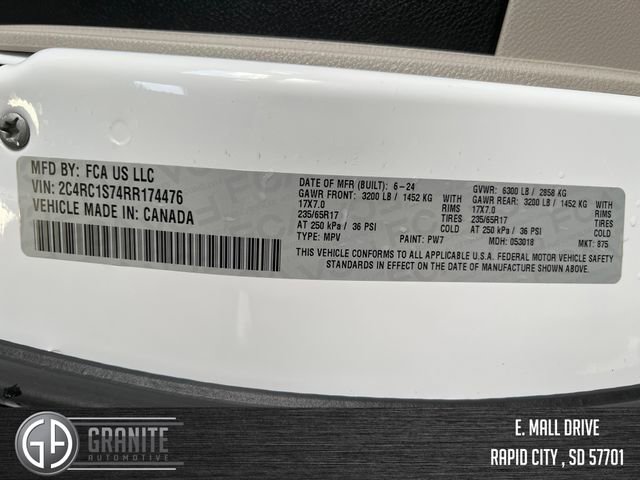 MFD BY: FCA US LLC
VIN: 2C4RC1S74RR174476
VEHICLE MADE IN: CANADA
DATE OF MFR (BUILT): 6-24
GVWR: 6300 LB / 2858 KG
GAWR FRONT: 3200 LB / 1452 KG WITH
GAWR REAR: 3200 LB / 1452 KG WITH
17X7.0 RIMS
17X7.0 RIMS
235/65R17 TIRES
235/65R17 TIRES
AT 250 kPa / 36 PSI COLD
AT 250 kPa / 36 PSI COLD
TYPE: MPV PAINT: PW7 MDH: 053018 MKT: 875
THIS VEHICLE CONFORMS TO ALL APPLICABLE U.S.A. FEDERAL MOTOR VEHICLE SAFETY
STANDARDS IN EFFECT ON THE DATE OF MANUFACTURE SHOWN ABOVE.
GA
GRANITE
AUTOMOTIVE
E. MALL DRIVE
RAPID CITY , SD 57701